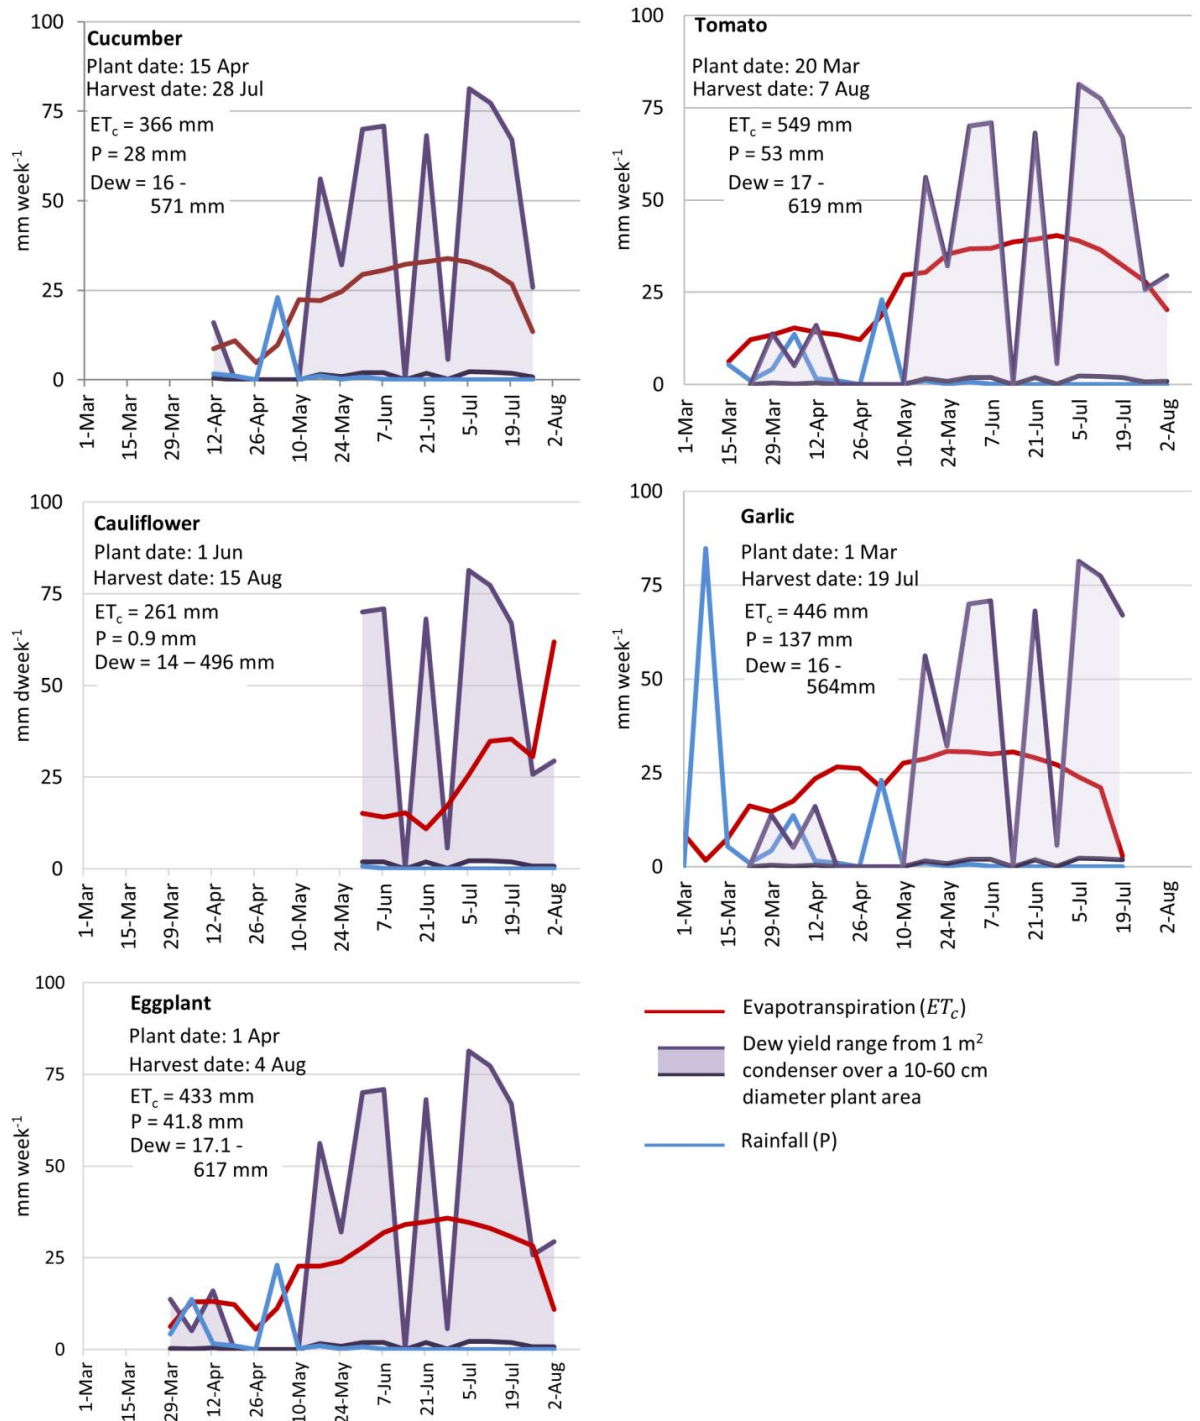 Cucumber
Plant date: 15 Apr
Harvest date: 28 Jul
ETc = 366 mm
P = 28 mm
Dew = 16 -
571 mm
mm week-1
100
75
50
25
0
1-Mar
15-Mar
29-Mar
12-Apr
26-Apr
10-May
24-May
7-Jun
21-Jun
5-Jul
19-Jul
2-Aug
Tomato
Plant date: 20 Mar
Harvest date: 7 Aug
ETc = 549 mm
P = 53 mm
Dew = 17 -
619 mm
mm week-1
100
75
50
25
0
1-Mar
15-Mar
29-Mar
12-Apr
26-Apr
10-May
24-May
7-Jun
21-Jun
5-Jul
19-Jul
2-Aug
Cauliflower
Plant date: 1 Jun
Harvest date: 15 Aug
ETc = 261 mm
P = 0.9 mm
Dew = 14 – 496 mm
mm dweek-1
100
75
50
25
0
1-Mar
15-Mar
29-Mar
12-Apr
26-Apr
10-May
24-May
7-Jun
21-Jun
5-Jul
19-Jul
2-Aug
Garlic
Plant date: 1 Mar
Harvest date: 19 Jul
ETc = 446 mm
P = 137 mm
Dew = 16 -
564mm
mm week-1
100
75
50
25
0
1-Mar
15-Mar
29-Mar
12-Apr
26-Apr
10-May
24-May
7-Jun
21-Jun
5-Jul
19-Jul
2-Aug
Eggplant
Plant date: 1 Apr
Harvest date: 4 Aug
ETc = 433 mm
P = 41.8 mm
Dew = 17.1 -
617 mm
mm week-1
100
75
50
25
0
1-Mar
15-Mar
29-Mar
12-Apr
26-Apr
10-May
24-May
7-Jun
21-Jun
5-Jul
19-Jul
2-Aug
Evapotranspiration (ETc)
Dew yield range from 1 m2
condenser over a 10-60 cm
diameter plant area
Rainfall (P)